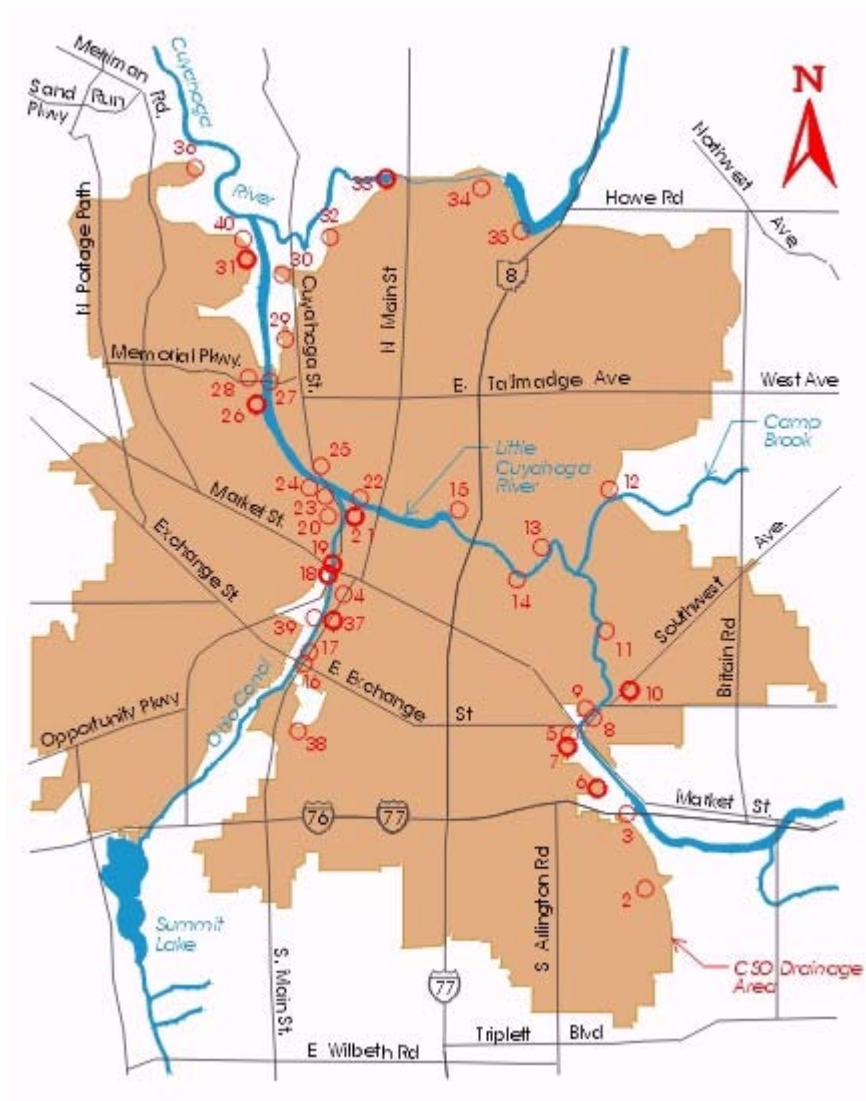 Merriman
Rd.
Cuyahoga
Sand Run
Pkwy
N
Northwest
Ave
36
River
33
34
Howe Rd
N Portage Path
40
32
35
31
30
8
Cuyahoga St.
N Main St
29
Memorial Pkwy.
28
27
E. Tallmadge Ave
West Ave
26
Camp
Brook
25
Little
Cuyahoga
River
24
22
15
12
Market St.
23
20
21
13
Southwest
Ave.
Exchange St.
19
18
14
4
39
37
11
Britain Rd
17
16
E. Exchange
St
10
9
8
Opportunity Pkwy
Ohio Canal
38
5
7
6
Market St.
76
77
3
2
Summit
Lake
S. Main St.
S Arlington Rd
CSO Drainage
Area
77
Triplett Blvd
E Wilbeth Rd